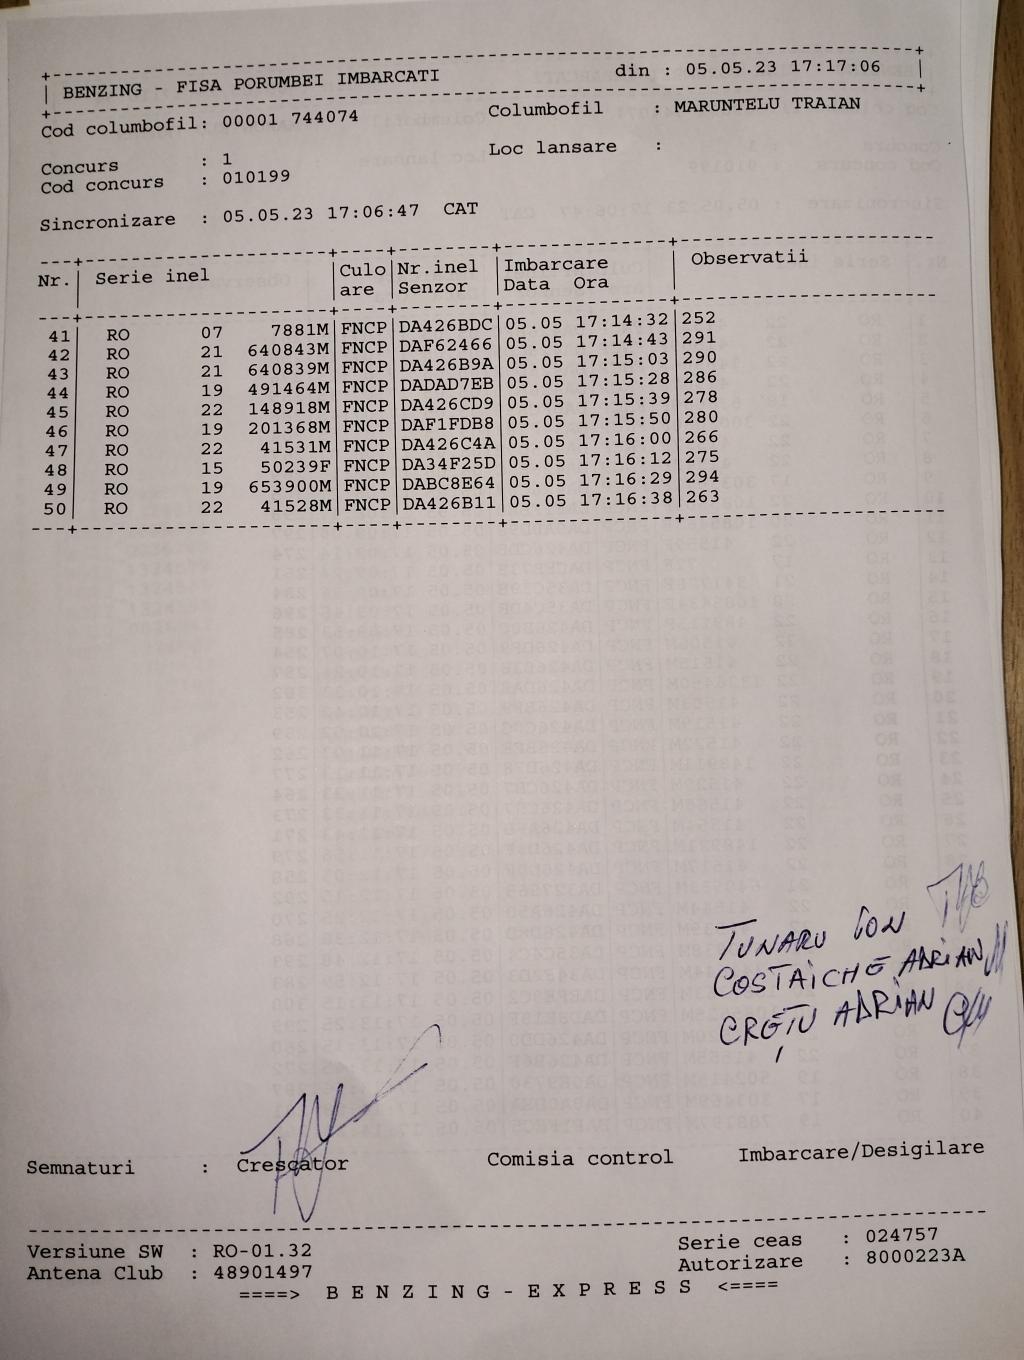 BENZING - FISA PORUMBEI IMBARCATI din : 05.05.23 17:17:06
Cod columbofil: 00001 744074 Columbofil : MARUNTELU TRAIAN
Concurs : 1 Loc lansare :
Cod concurs : 010199
Sincronizare : 05.05.23 17:06:47 CAT
Nr. Serie inel Culo Nr.inel Imbarcare Observatii
are Senzor Data Ora
41 RO 07 7881M FNCP DA426BDC 05.05 17:14:32 252
42 RO 21 640843M FNCP DAF62466 05.05 17:14:43 291
43 RO 21 640839M FNCP DA426B9A 05.05 17:15:03 290
44 RO 19 491464M FNCP DADAD7EB 05.05 17:15:28 286
45 RO 22 148918M FNCP DA426CD9 05.05 17:15:39 278
46 RO 19 201368M FNCP DAF1FDB8 05.05 17:15:50 280
47 RO 22 41531M FNCP DA426C4A 05.05 17:16:00 266
48 RO 15 50239F FNCP DA34F25D 05.05 17:16:12 275
49 RO 19 653900M FNCP DABC8E64 05.05 17:16:29 294
50 RO 22 41528M FNCP DA426B11 05.05 17:16:38 263
TUNARU ION
COSTAICHE ADRIAN
CREȚU ADRIAN
Semnaturi : Crescator Comisia control Imbarcare/Desigilare
Versiune SW : RO-01.32 Serie ceas : 024757
Antena Club : 48901497 Autorizare : 8000223A
====> B E N Z I N G - E X P R E S S <====